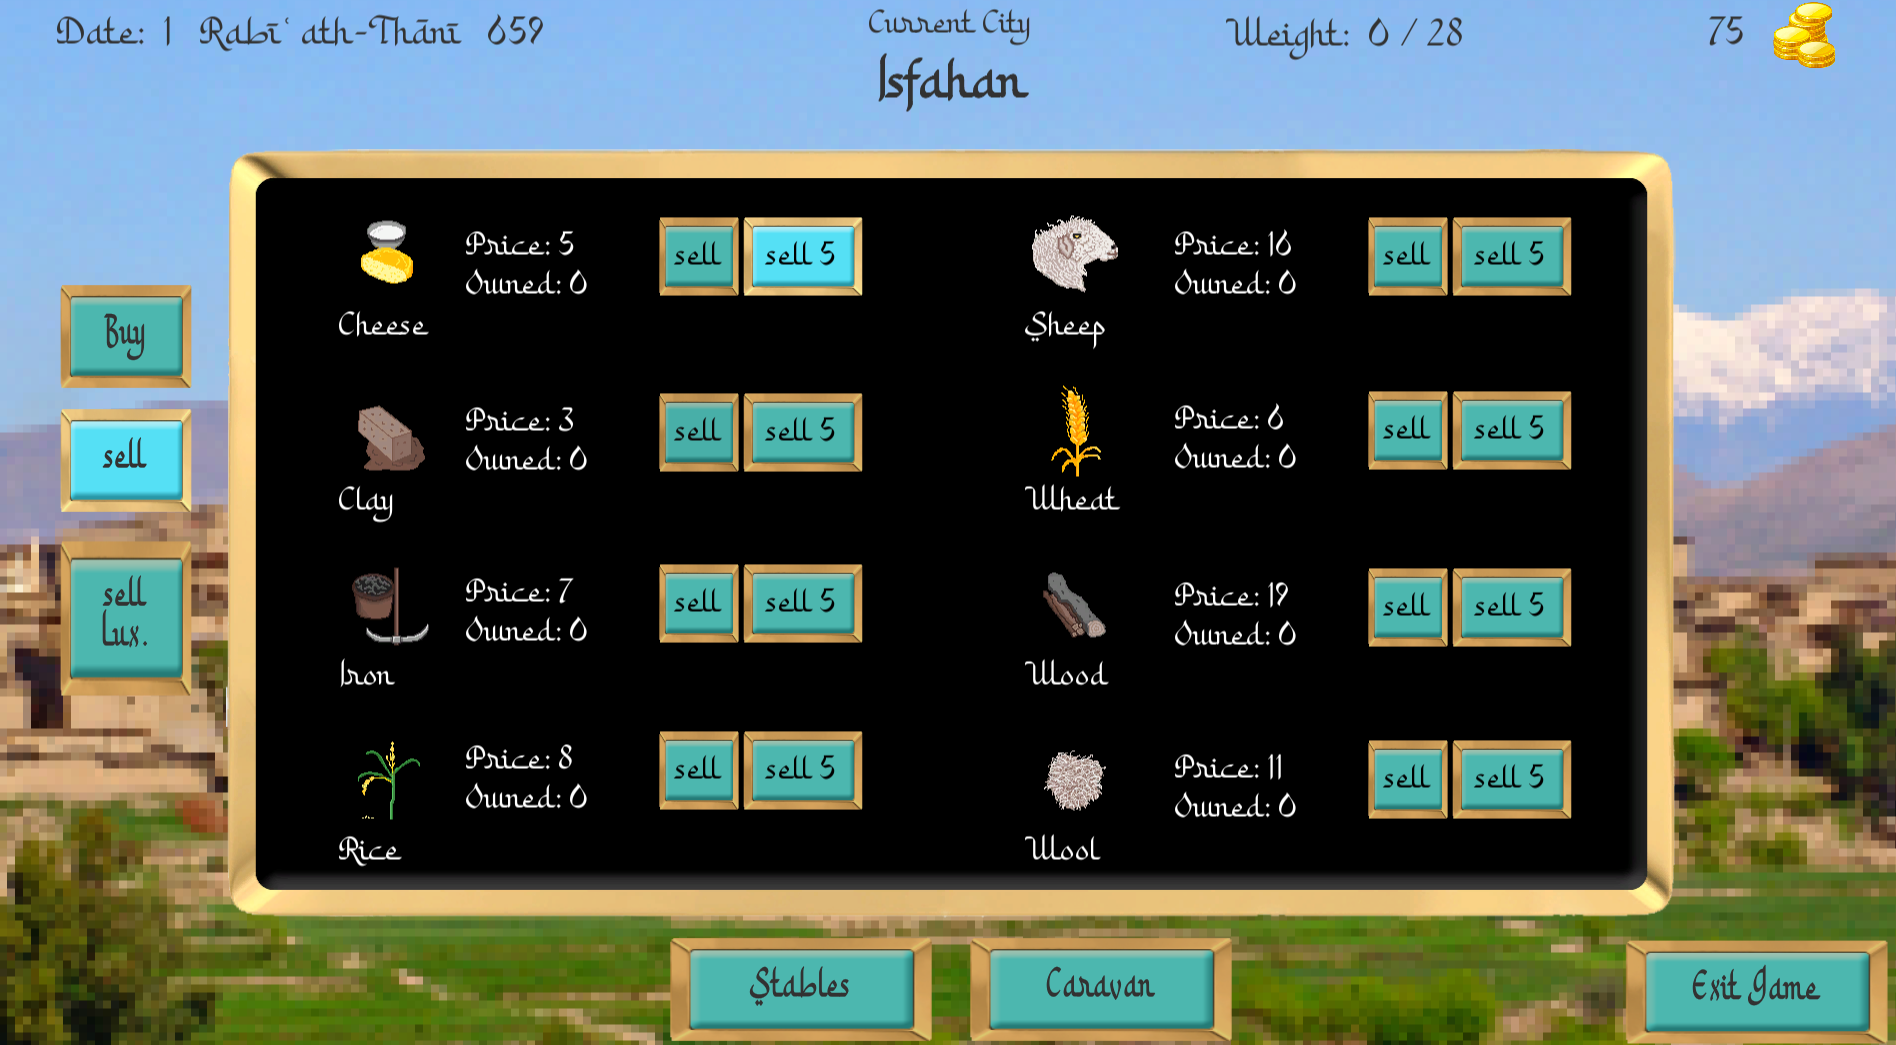 Date: 1 Rabīʿ ath-Thānī 659
Current City
Isfahan
Weight: 0 / 28
75
Buy
sell
sell
Lux.
Cheese
Price: 5
Owned: 0
sell
sell 5
Clay
Price: 3
Owned: 0
sell
sell 5
Iron
Price: 7
Owned: 0
sell
sell 5
Rice
Price: 8
Owned: 0
sell
sell 5
Sheep
Price: 16
Owned: 0
sell
sell 5
Wheat
Price: 6
Owned: 0
sell
sell 5
Wood
Price: 19
Owned: 0
sell
sell 5
Wool
Price: 11
Owned: 0
sell
sell 5
Stables
Caravan
Exit Game